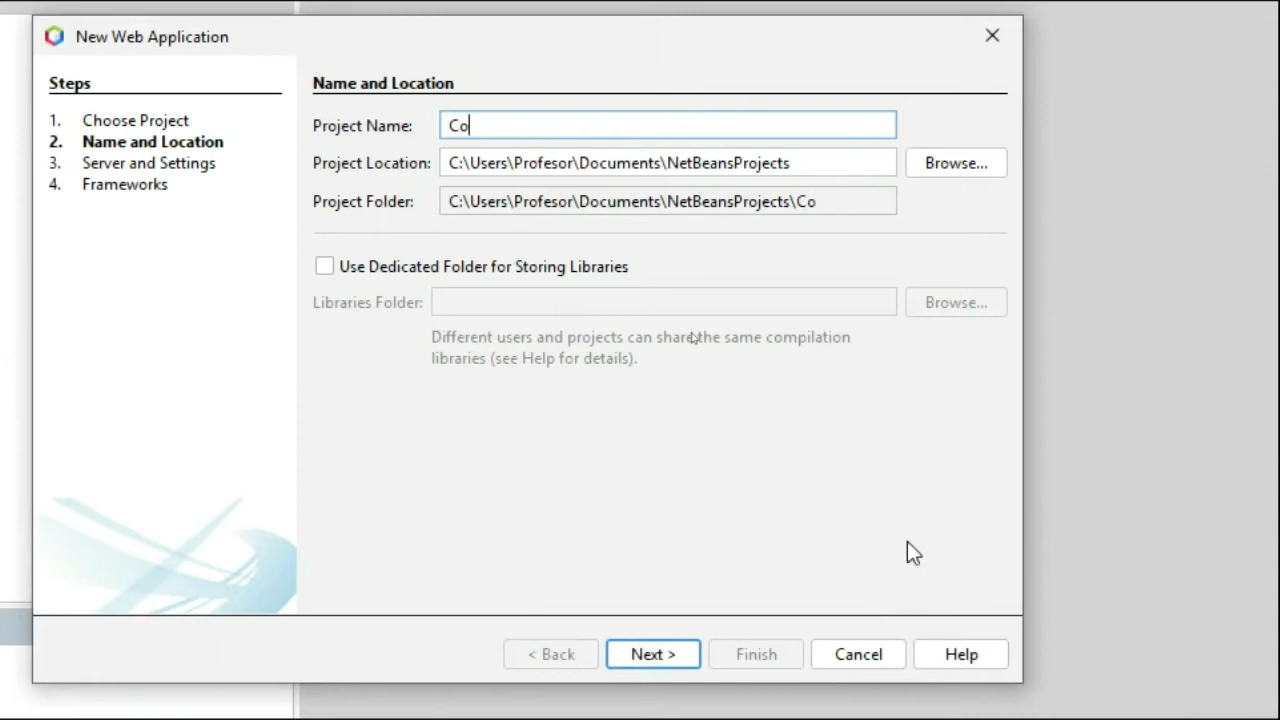 New Web Application
Steps
1. Choose Project
2. Name and Location
3. Server and Settings
4. Frameworks
Name and Location
Project Name: Co
Project Location: C:\Users\Profesor\Documents\NetBeansProjects Browse...
Project Folder: C:\Users\Profesor\Documents\NetBeansProjects\Co
Use Dedicated Folder for Storing Libraries
Libraries Folder: Browse...
Different users and projects can share the same compilation
libraries (see Help for details).
< Back Next > Finish Cancel Help